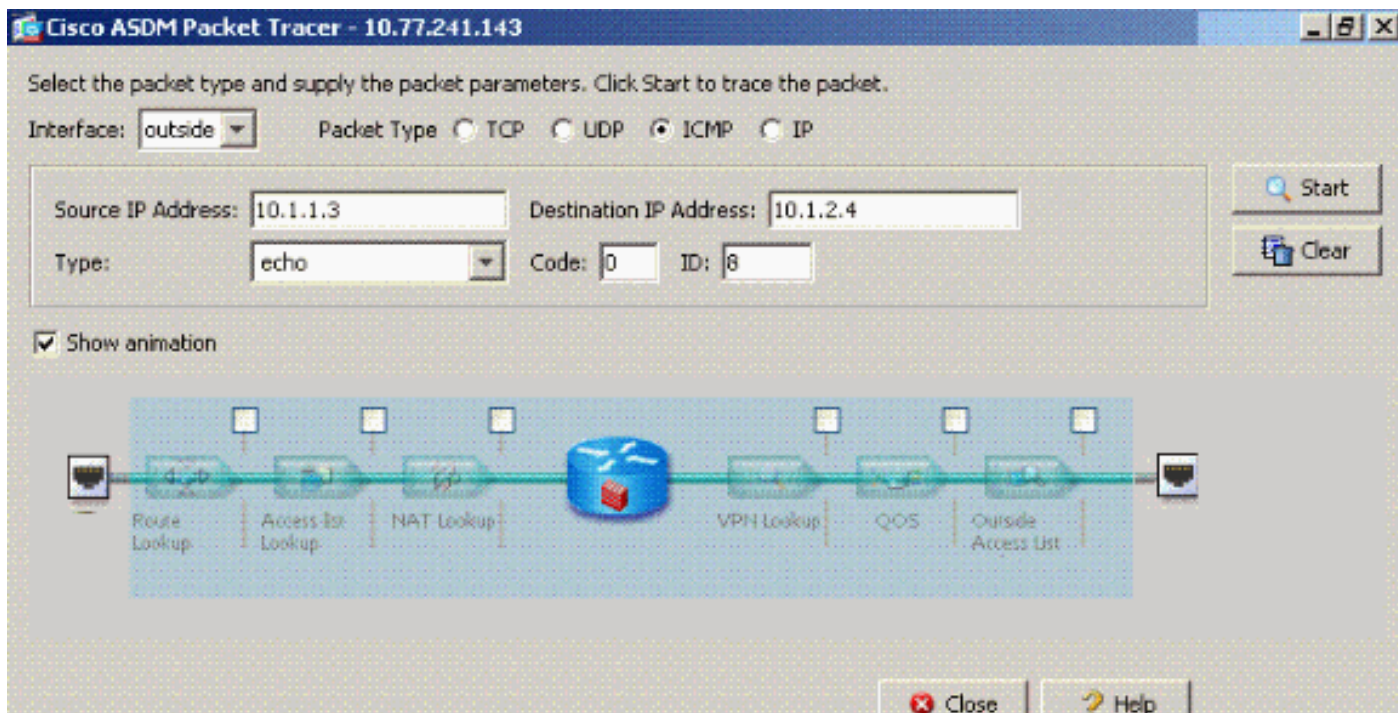 Cisco ASDM Packet Tracer - 10.77.241.143
Select the packet type and supply the packet parameters. Click Start to trace the packet.
Interface: outside Packet Type TCP UDP ICMP IP
Source IP Address: 10.1.1.3 Destination IP Address: 10.1.2.4
Start
Type: echo Code: 0 ID: 8
Clear
Show animation
Route Lookup
Access list Lookup
NAT Lookup
VPN Lookup
QOS
Outside Access List
Close Help